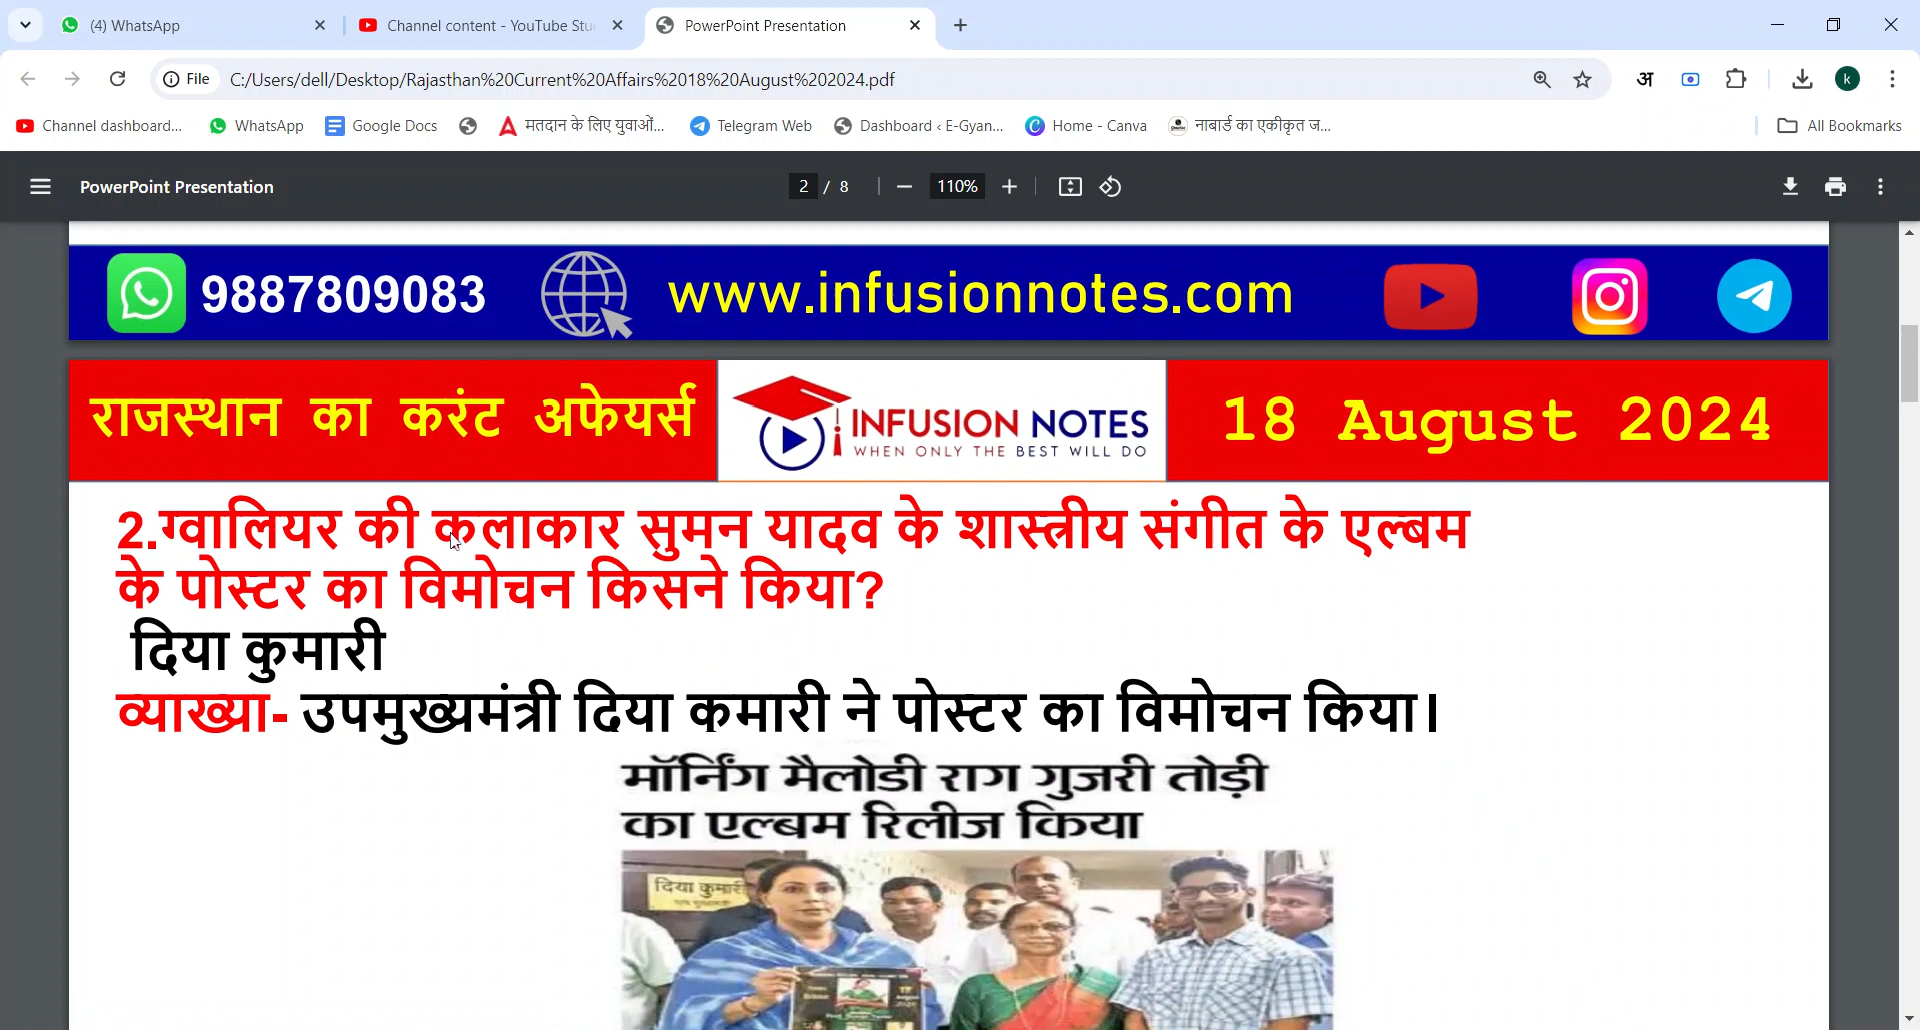 (4) WhatsApp
Channel content - YouTube Stu
PowerPoint Presentation
File
C:/Users/dell/Desktop/Rajasthan%20Current%20Affairs%2018%20August%202024.pdf
अ
k
Channel dashboard...
WhatsApp
Google Docs
मतदान के लिए युवाओं...
Telegram Web
Dashboard ‹ E-Gyan...
Home - Canva
नाबार्ड का एकीकृत ज...
All Bookmarks
PowerPoint Presentation
2 / 8
110%
9887809083
www.infusionnotes.com
राजस्थान का करंट अफेयर्स
INFUSION NOTES
WHEN ONLY THE BEST WILL DO
18 August 2024
2.ग्वालियर की कलाकार सुमन यादव के शास्त्रीय संगीत के एल्बम
के पोस्टर का विमोचन किसने किया?
दिया कुमारी
व्याख्या- उपमुख्यमंत्री दिया कुमारी ने पोस्टर का विमोचन किया।
मॉर्निंग मैलोडी राग गुजरी तोड़ी
का एल्बम रिलीज किया
दिया कुमारी